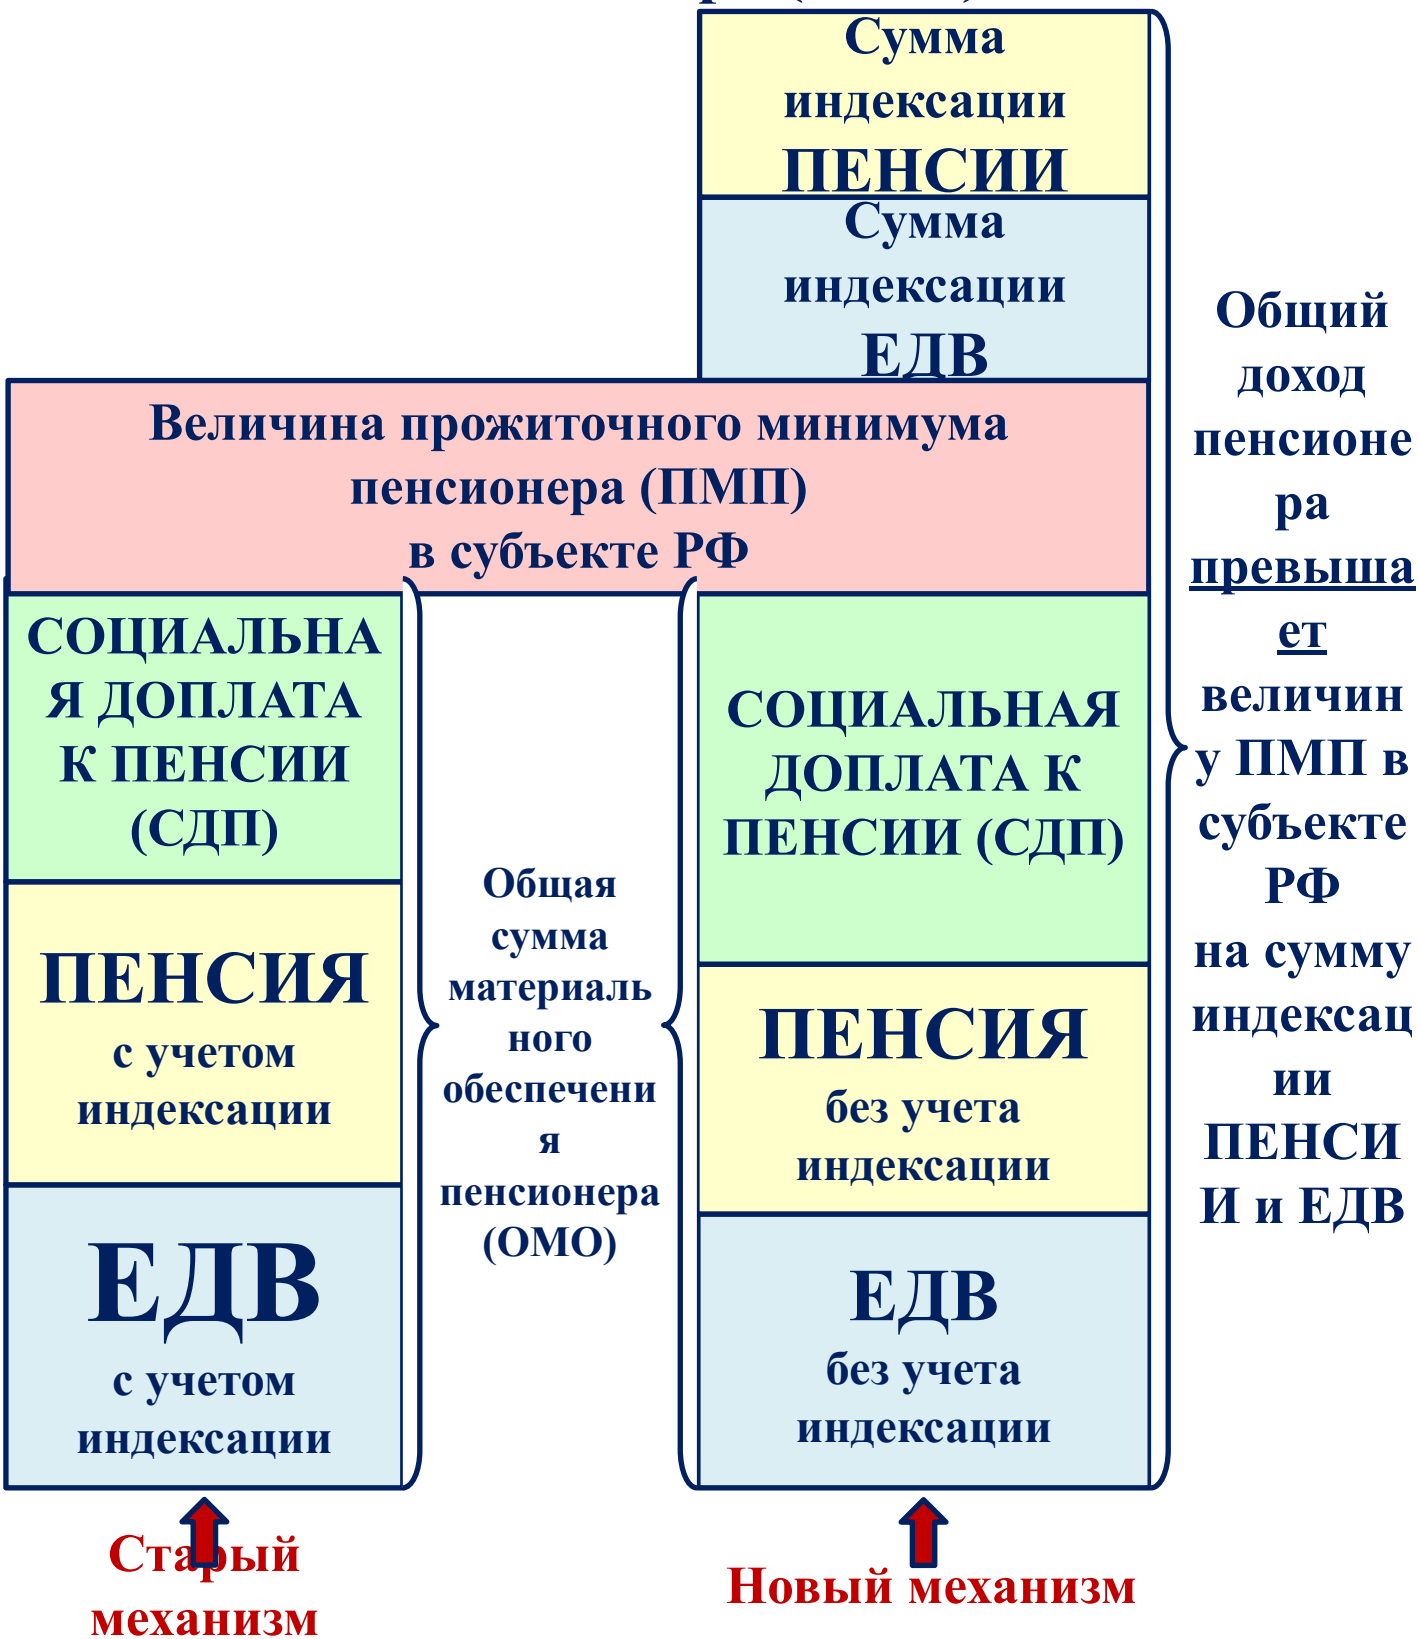 Сумма
индексации
ПЕНСИИ
Сумма
индексации
ЕДВ
Величина прожиточного минимума
пенсионера (ПМП)
в субъекте РФ
СОЦИАЛЬНА
Я ДОПЛАТА
К ПЕНСИИ
(СДП)
ПЕНСИЯ
с учетом
индексации
ЕДВ
с учетом
индексации
Общая
сумма
материаль
ного
обеспечени
я
пенсионера
(ОМО)
СОЦИАЛЬНАЯ
ДОПЛАТА К
ПЕНСИИ (СДП)
ПЕНСИЯ
без учета
индексации
ЕДВ
без учета
индексации
Общий
доход
пенсионе
ра
превыша
ет
величин
у ПМП в
субъекте
РФ
на сумму
индексац
ии
ПЕНСИ
И и ЕДВ
Старый
механизм
Новый механизм